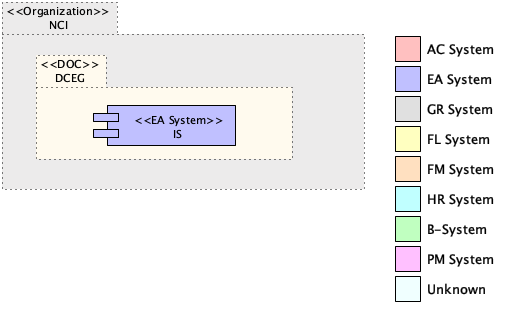 <<Organization>>
NCI
<<DOC>>
DCEG
<<EA System>>
IS
AC System
EA System
GR System
FL System
FM System
HR System
B-System
PM System
Unknown